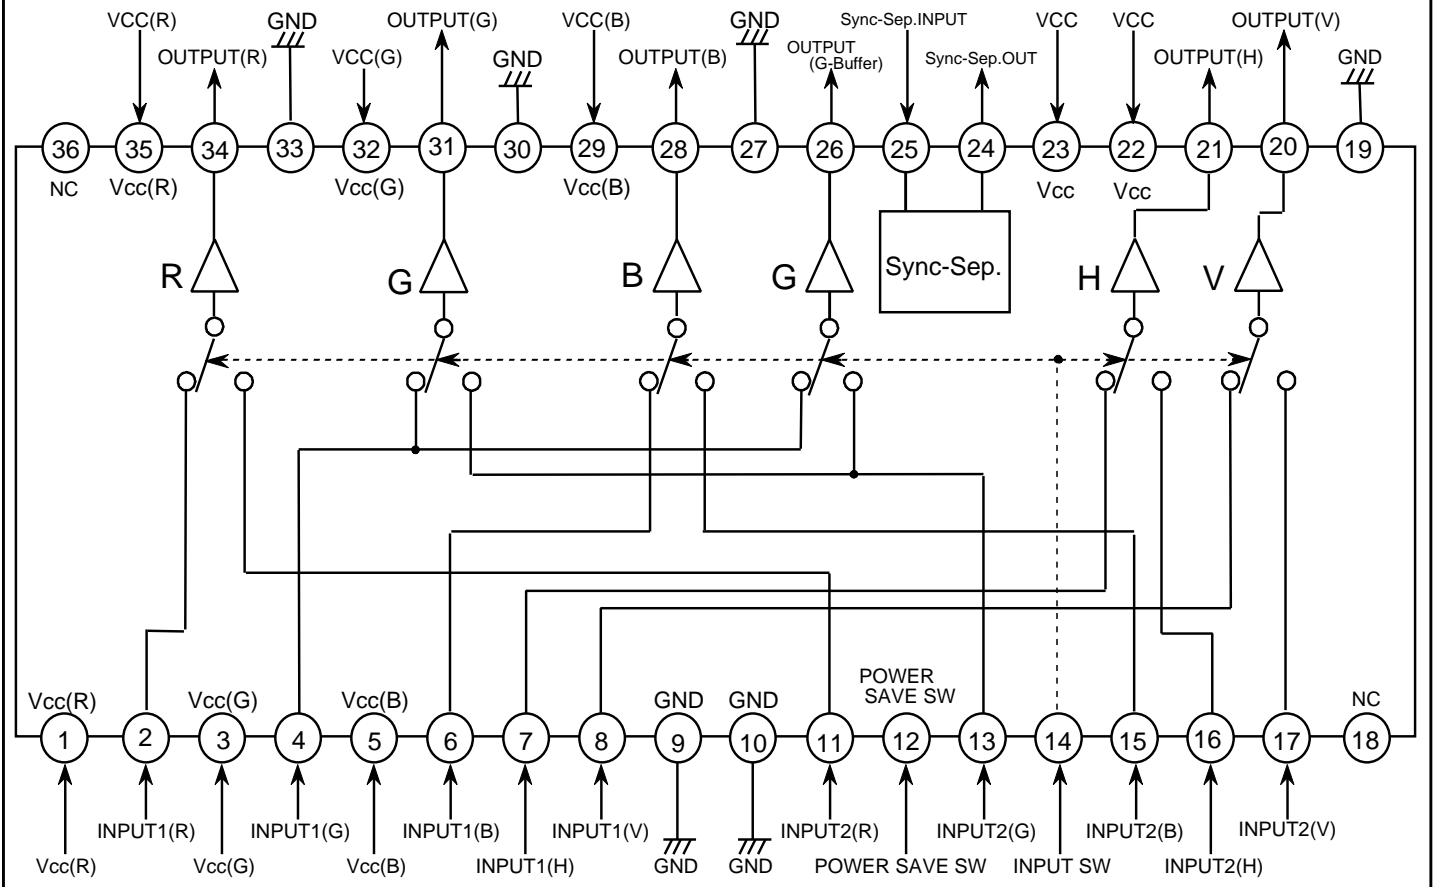 VCC(R)
GND
OUTPUT(G)
VCC(B)
GND
Sync-Sep.INPUT
VCC
VCC
OUTPUT(V)
OUTPUT(R)
VCC(G)
GND
OUTPUT(B)
OUTPUT
(G-Buffer)
Sync-Sep.OUT
OUTPUT(H)
GND
36
35
34
33
32
31
30
29
28
27
26
25
24
23
22
21
20
19
NC
Vcc(R)
Vcc(G)
Vcc(B)
Vcc
Vcc
R
G
B
G
Sync-Sep.
H
V
POWER
SAVE SW
Vcc(R)
Vcc(G)
Vcc(B)
GND
GND
NC
1
2
3
4
5
6
7
8
9
10
11
12
13
14
15
16
17
18
INPUT1(R)
INPUT1(G)
INPUT1(B)
INPUT1(V)
INPUT2(R)
INPUT2(G)
INPUT2(B)
INPUT2(V)
Vcc(R)
Vcc(G)
Vcc(B)
INPUT1(H)
GND
GND
POWER SAVE SW
INPUT SW
INPUT2(H)